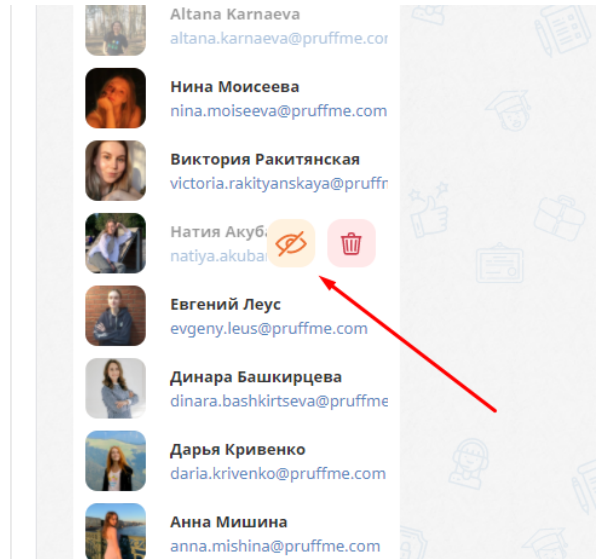 Altana Karnaeva
altana.karnaeva@pruffme.com
Нина Моисеева
nina.moiseeva@pruffme.com
Виктория Ракитянская
victoria.rakityanskaya@pruffm
Натия Акуба
natiya.akuba
Евгений Леус
evgeny.leus@pruffme.com
Динара Башкирцева
dinara.bashkirtseva@pruffme
Дарья Кривенко
daria.krivenko@pruffme.com
Анна Мишина
anna.mishina@pruffme.com